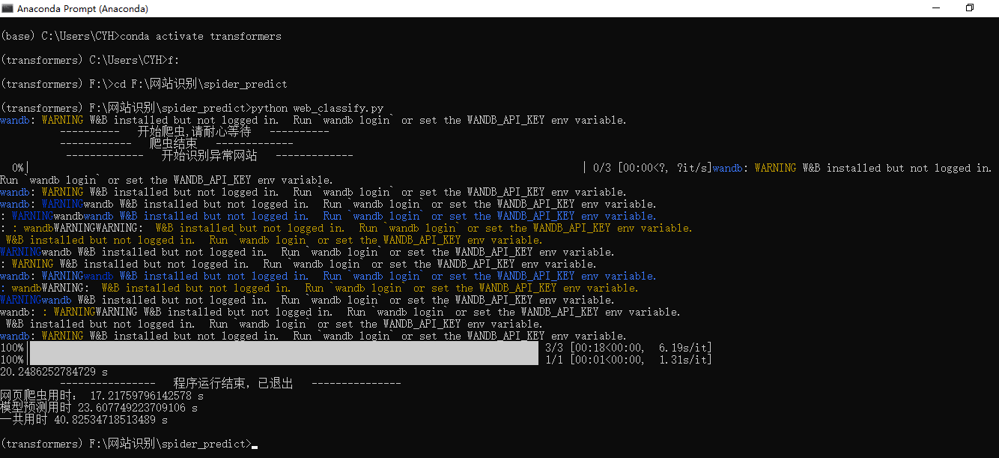 Anaconda Prompt (Anaconda)
(base) C:\Users\CYH>conda activate transformers
(transformers) C:\Users\CYH>f:
(transformers) F:\>cd F:\网站识别\spider_predict
(transformers) F:\网站识别\spider_predict>python web_classify.py
wandb: WARNING W&B installed but not logged in.  Run `wandb login` or set the WANDB_API_KEY env variable.
----------   开始爬虫,请耐心等待   ----------
------------   爬虫结束   -------------
-------------   开始识别异常网站   -------------
0%|          | 0/3 [00:00<?, ?it/s]wandb: WARNING W&B installed but not logged in.
Run `wandb login` or set the WANDB_API_KEY env variable.
wandb: WARNING W&B installed but not logged in.  Run `wandb login` or set the WANDB_API_KEY env variable.
wandb: WARNINGwandb W&B installed but not logged in.  Run `wandb login` or set the WANDB_API_KEY env variable.
: WARNINGwandbwandb W&B installed but not logged in.  Run `wandb login` or set the WANDB_API_KEY env variable.
: : wandbWARNINGWARNING:  W&B installed but not logged in.  Run `wandb login` or set the WANDB_API_KEY env variable.
W&B installed but not logged in.  Run `wandb login` or set the WANDB_API_KEY env variable.
WARNINGwandb W&B installed but not logged in.  Run `wandb login` or set the WANDB_API_KEY env variable.
: WARNING W&B installed but not logged in.  Run `wandb login` or set the WANDB_API_KEY env variable.
wandb: WARNINGwandb W&B installed but not logged in.  Run `wandb login` or set the WANDB_API_KEY env variable.
: wandbWARNING:  W&B installed but not logged in.  Run `wandb login` or set the WANDB_API_KEY env variable.
WARNINGwandb W&B installed but not logged in.  Run `wandb login` or set the WANDB_API_KEY env variable.
wandb: : WARNINGWARNING W&B installed but not logged in.  Run `wandb login` or set the WANDB_API_KEY env variable.
W&B installed but not logged in.  Run `wandb login` or set the WANDB_API_KEY env variable.
wandb: WARNING W&B installed but not logged in.  Run `wandb login` or set the WANDB_API_KEY env variable.
100%| 3/3 [00:18<00:00,  6.19s/it]
100%| 1/1 [00:01<00:00,  1.31s/it]
20.2486252784729 s
----------------   程序运行结束，已退出   ---------------
网页爬虫用时： 17.21759796142578 s
模型预测用时 23.607749223709106 s
一共用时 40.82534718513489 s
(transformers) F:\网站识别\spider_predict>